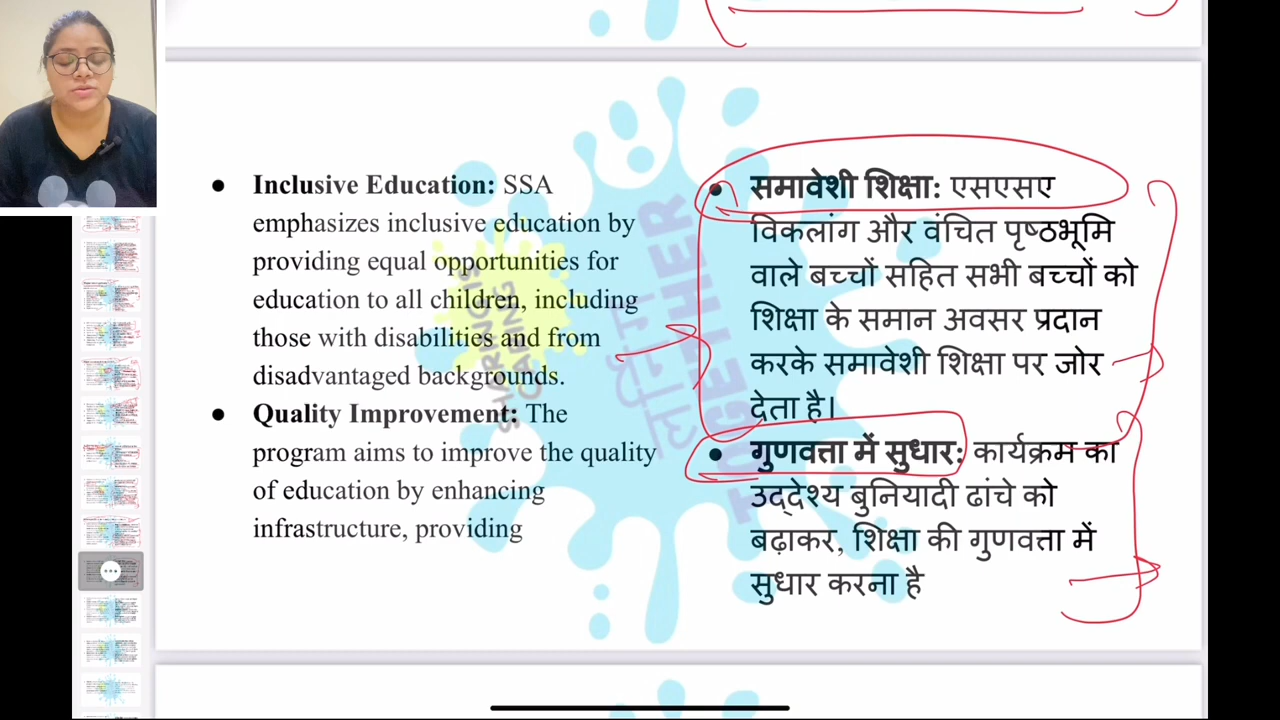 ● Inclusive Education: SSA
emphasizes inclusive education by
providing equal opportunities for
education to all children, including
those with disabilities and from
disadvantaged backgrounds.
● Quality Improvement: The
program aims to improve the quality
of education by enhancing
infrastructure, providing
● समावेशी शिक्षा: एसएसए
विकलांग और वंचित पृष्ठभूमि
वाले बच्चों सहित सभी बच्चों को
शिक्षा के समान अवसर प्रदान
करके समावेशी शिक्षा पर जोर
देता है।
● गुणवत्ता में सुधार: कार्यक्रम का
उद्देश्य बुनियादी ढांचे को
बढ़ाकर, शिक्षा की गुणवत्ता में
सुधार करना है
TOGETHER